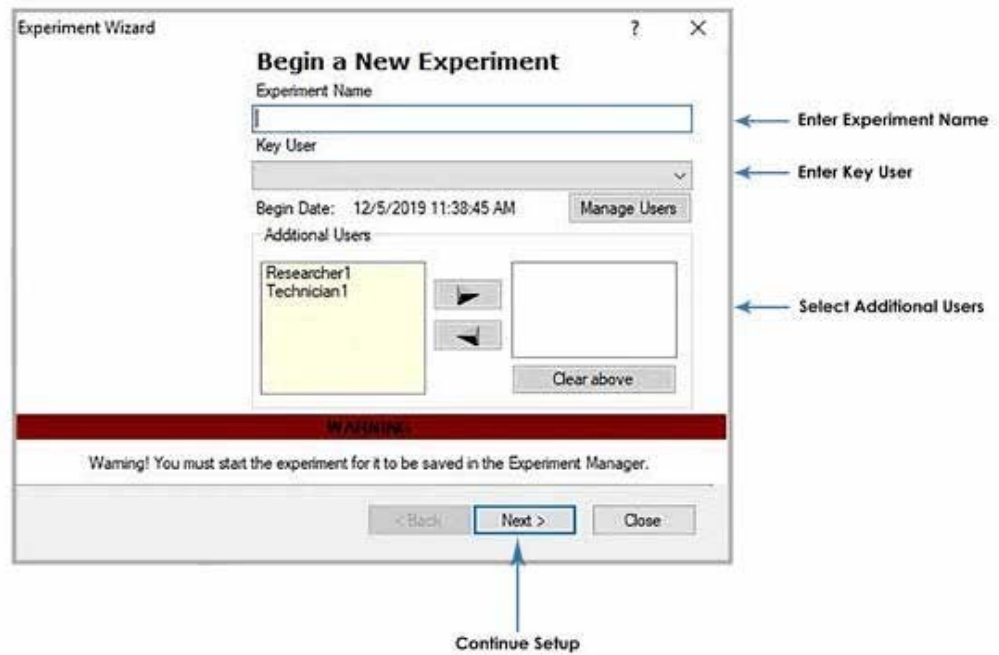 Experiment Wizard ? ×
Begin a New Experiment
Experiment Name
Enter Experiment Name
Key User
Enter Key User
Begin Date: 12/5/2019 11:38:45 AM Manage Users
Additional Users
Researcher1
Technician1
Select Additional Users
Clear above
WARNING
Warning! You must start the experiment for it to be saved in the Experiment Manager.
< Back Next > Close
Continue Setup